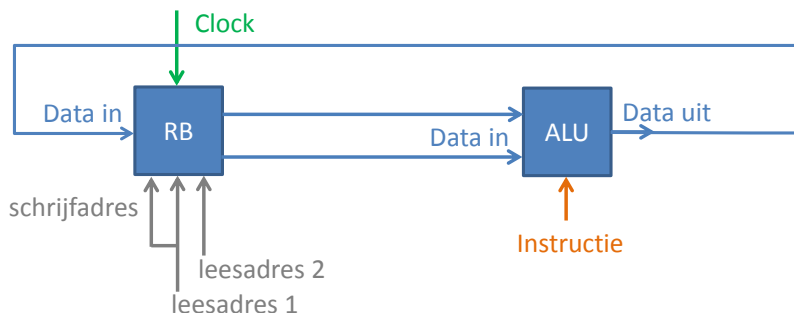 Clock
Data in
RB
Data in
ALU
Data uit
schrijfadres
Instructie
leesadres 2
leesadres 1